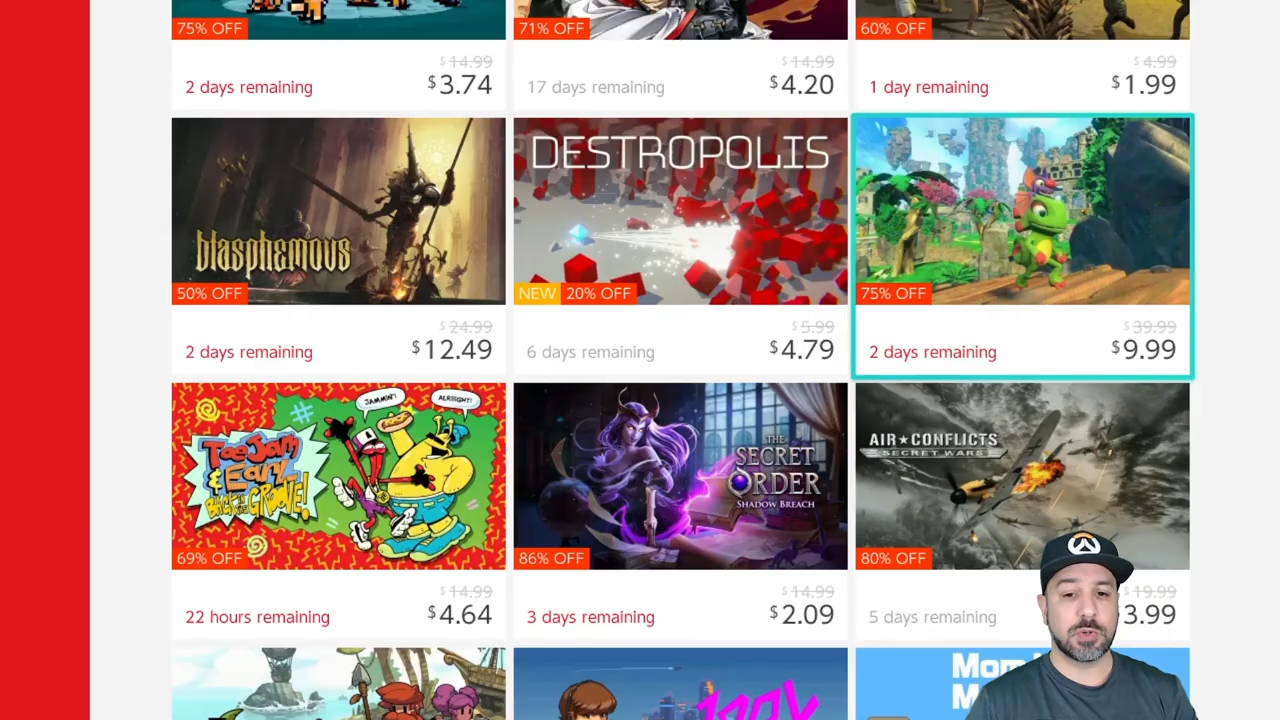 75% OFF
71% OFF
60% OFF
$14.99
2 days remaining
$3.74
$14.99
17 days remaining
$4.20
$4.99
1 day remaining
$1.99
blasphemous
50% OFF
DESTROPOLIS
NEW 20% OFF
75% OFF
$24.99
2 days remaining
$12.49
$5.99
6 days remaining
$4.79
$39.99
2 days remaining
$9.99
JAMMIN'!
ALRIIGHT!
ToeJam
& Earl
BACK IN THE GROOVE!
69% OFF
THE
SECRET
ORDER
SHADOW BREACH
86% OFF
AIR★CONFLICTS
SECRET WARS
80% OFF
$14.99
22 hours remaining
$4.64
$14.99
3 days remaining
$2.09
$19.99
5 days remaining
3.99